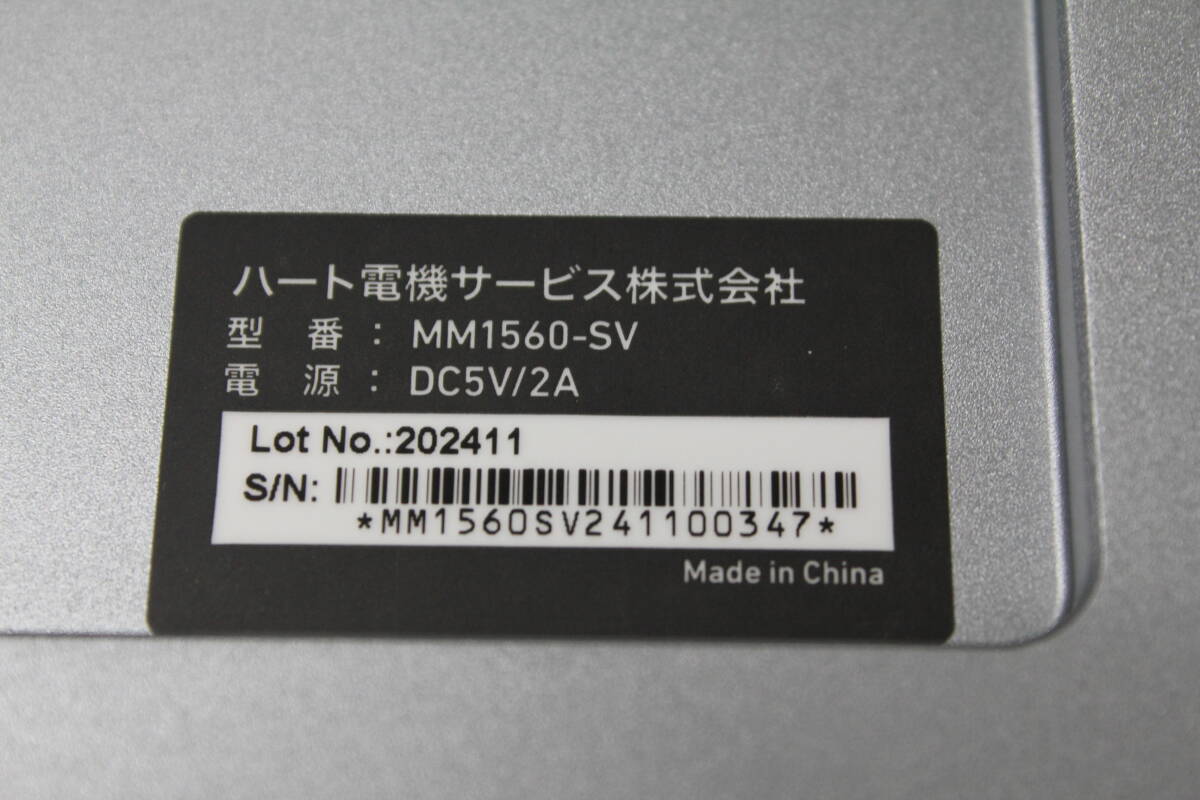 ハート電機サービス株式会社
型 番 : MM1560-SV
電 源 : DC5V/2A
Lot No.:202411
S/N:
*MM1560SV241100347*
Made in China